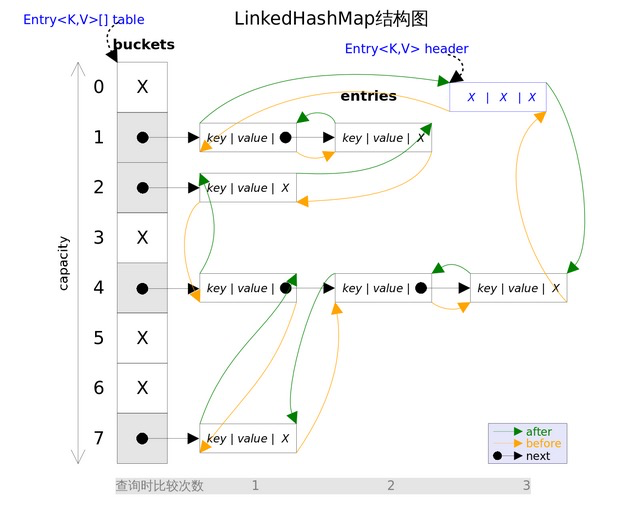 LinkedHashMap结构图
Entry<K,V>[] table
buckets
Entry<K,V> header
entries
0 X
X | X | X
1 key | value | key | value | X
2 key | value | X
3 X
capacity
4 key | value | key | value | key | value | X
5 X
6 X
7 key | value | X
after
before
next
查询时比较次数 1 2 3